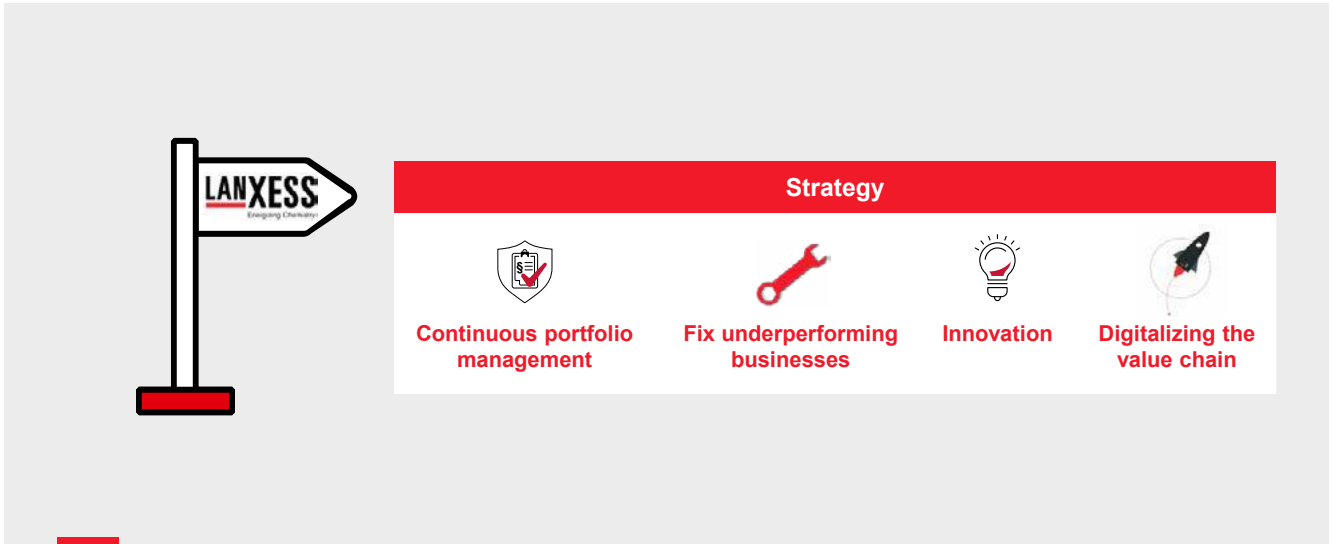 LANXESS
Energizing Chemistry
Strategy
§
Continuous portfolio
management
Fix underperforming
businesses
Innovation
Digitalizing the
value chain